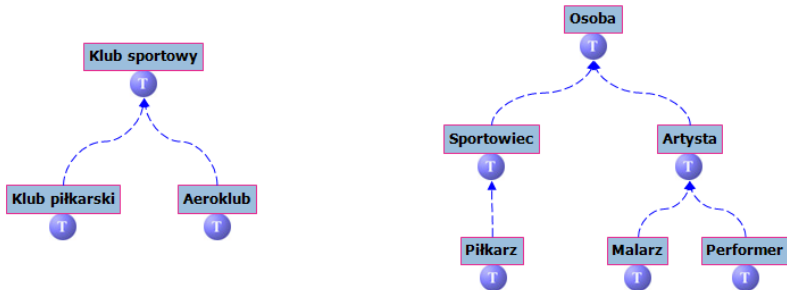 Klub sportowy
T
Klub piłkarski
T
Aeroklub
T
Osoba
T
Sportowiec
T
Artysta
T
Piłkarz
T
Malarz
T
Performer
T